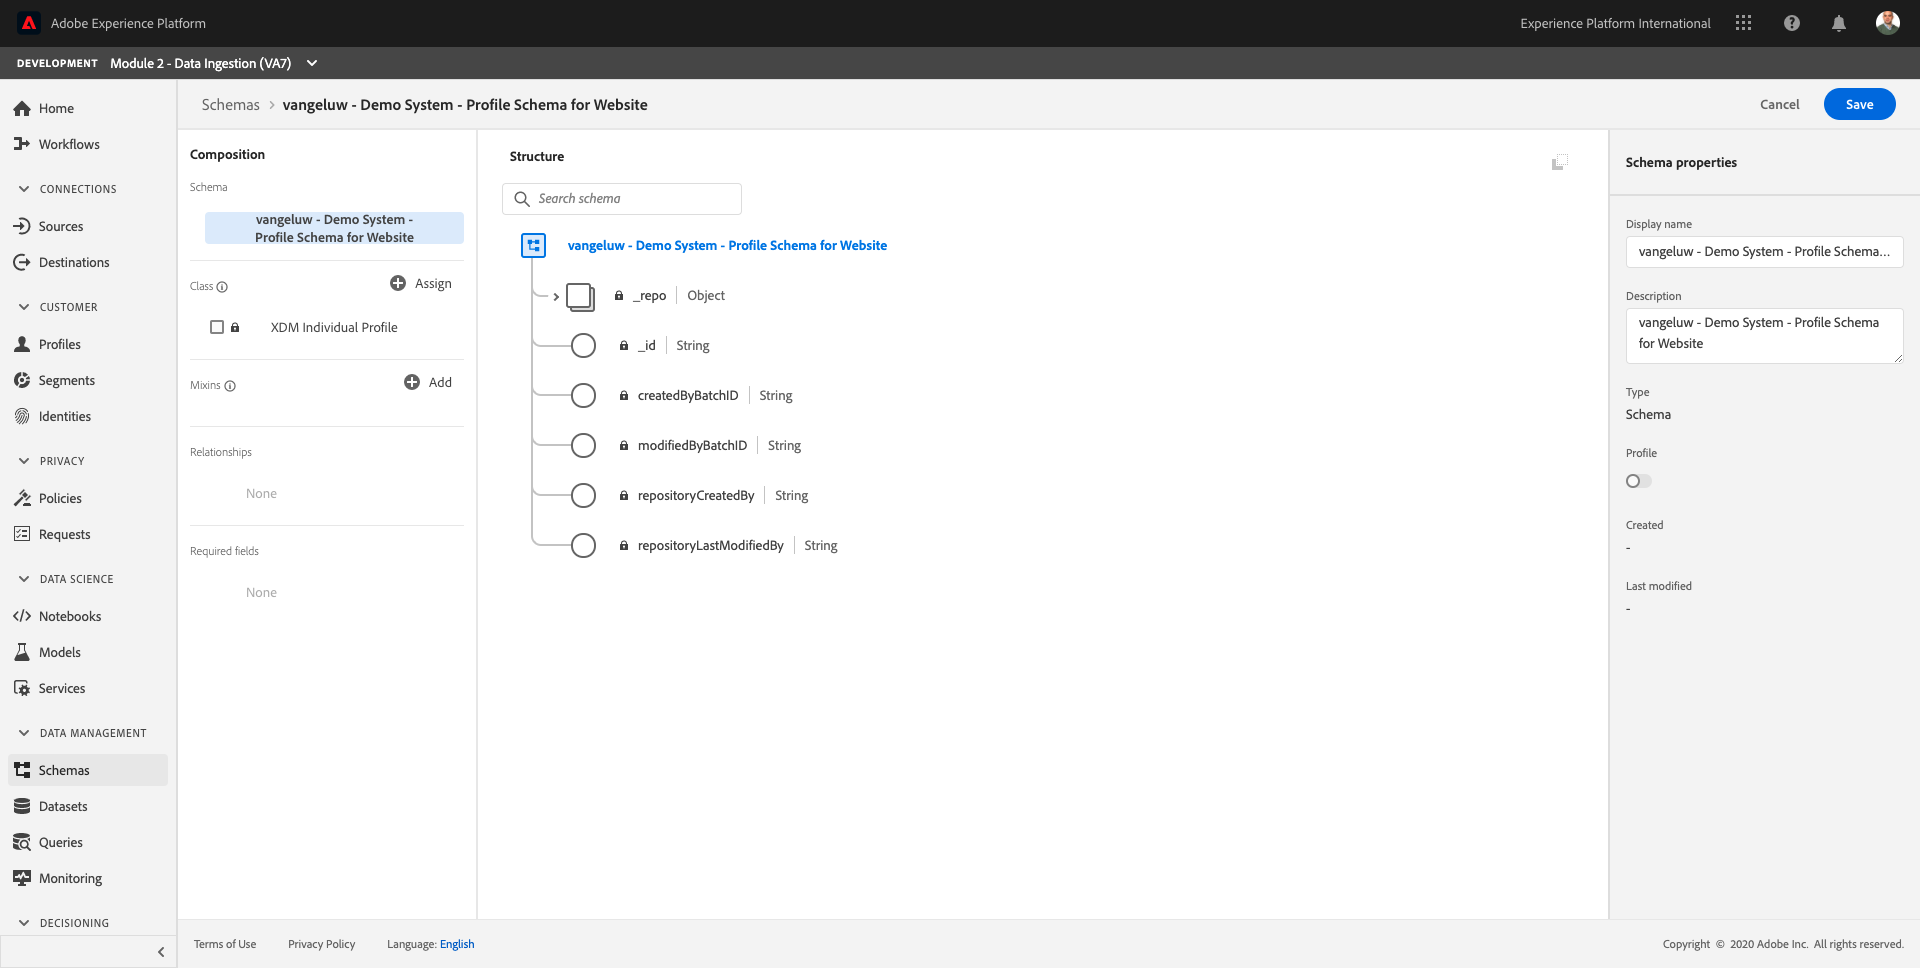 Adobe Experience Platform
Experience Platform International
DEVELOPMENT Module 2 - Data Ingestion (VA7)
Home
Workflows
CONNECTIONS
Sources
Destinations
CUSTOMER
Profiles
Segments
Identities
PRIVACY
Policies
Requests
DATA SCIENCE
Notebooks
Models
Services
DATA MANAGEMENT
Schemas
Datasets
Queries
Monitoring
DECISIONING
Schemas > vangeluw - Demo System - Profile Schema for Website
Cancel
Save
Composition
Schema
vangeluw - Demo System -
Profile Schema for Website
Class
Assign
XDM Individual Profile
Mixins
Add
Relationships
None
Required fields
None
Structure
Search schema
vangeluw - Demo System - Profile Schema for Website
_repo | Object
_id | String
createdByBatchID | String
modifiedByBatchID | String
repositoryCreatedBy | String
repositoryLastModifiedBy | String
Schema properties
Display name
vangeluw - Demo System - Profile Schema...
Description
vangeluw - Demo System - Profile Schema
for Website
Type
Schema
Profile
Created
-
Last modified
-
Terms of Use
Privacy Policy
Language: English
Copyright © 2020 Adobe Inc. All rights reserved.